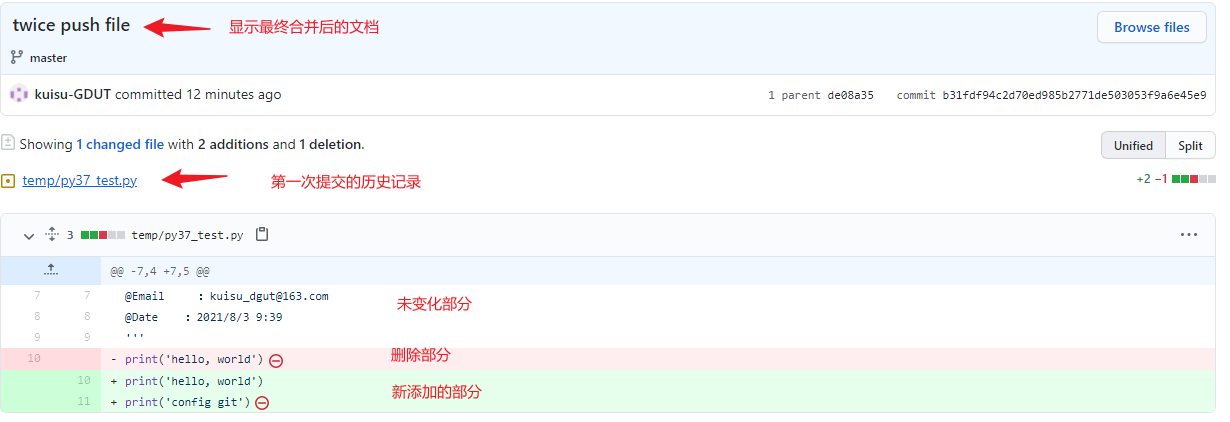 twice push file 显示最终合并后的文档 Browse files
master
kuisu-GDUT committed 12 minutes ago 1 parent de08a35 commit b31fdf94c2d70ed985b2771de503053f9a6e45e9
Showing 1 changed file with 2 additions and 1 deletion. Unified Split
temp/py37_test.py 第一次提交的历史记录 +2 −1
3 temp/py37_test.py ...
@@ -7,4 +7,5 @@
7 7 @Email : kuisu_dgut@163.com 未变化部分
8 8 @Date : 2021/8/3 9:39
9 9 '''
10 - print('hello, world') 删除部分
10 + print('hello, world')
11 + print('config git') 新添加的部分